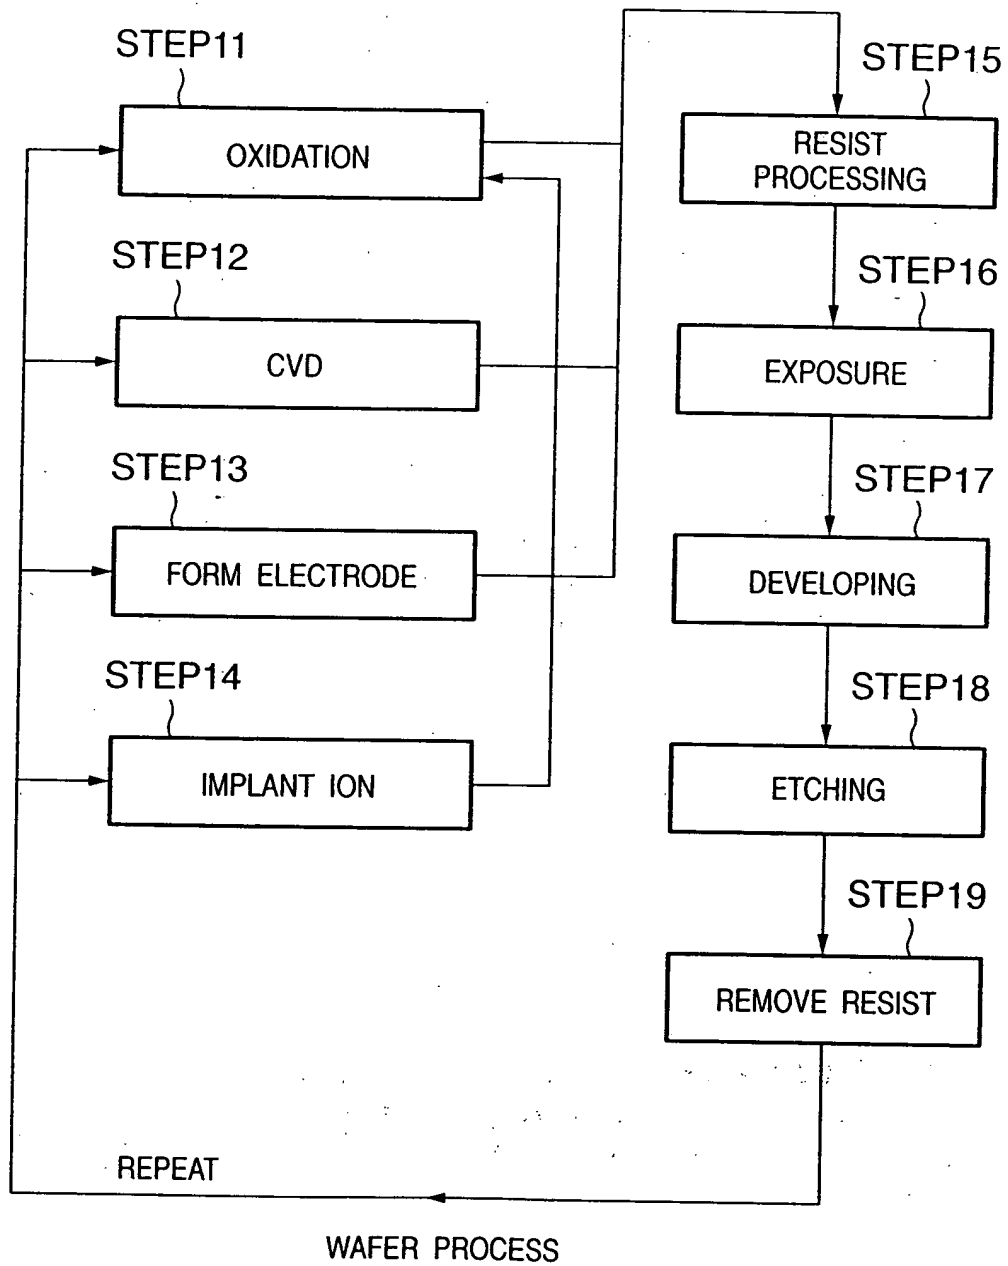 STEP11
OXIDATION
STEP12
CVD
STEP13
FORM ELECTRODE
STEP14
IMPLANT ION
STEP15
RESIST
PROCESSING
STEP16
EXPOSURE
STEP17
DEVELOPING
STEP18
ETCHING
STEP19
REMOVE RESIST
REPEAT
WAFER PROCESS